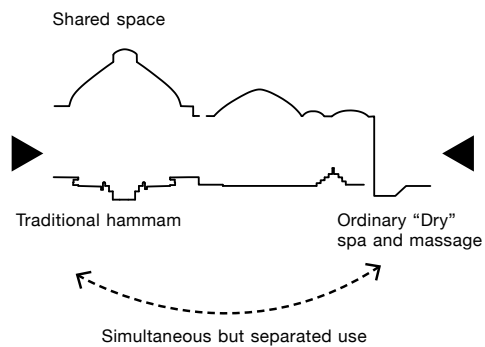 Shared space
Traditional hammam
Ordinary “Dry”
spa and massage
Simultaneous but separated use